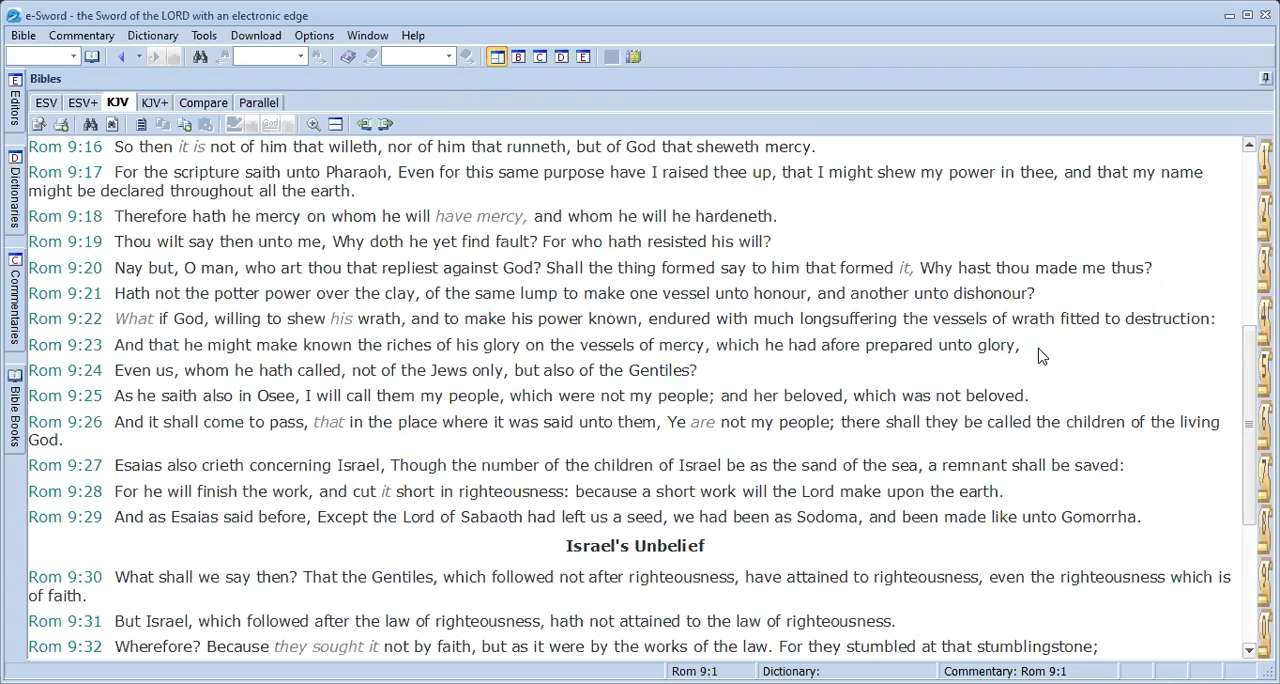 e-Sword - the Sword of the LORD with an electronic edge
Bible Commentary Dictionary Tools Download Options Window Help
B C D E
Bibles
ESV ESV+ KJV KJV+ Compare Parallel
God
E Editors
D Dictionaries
C Commentaries
Bible Books
Rom 9:16 So then it is not of him that willeth, nor of him that runneth, but of God that sheweth mercy.
Rom 9:17 For the scripture saith unto Pharaoh, Even for this same purpose have I raised thee up, that I might shew my power in thee, and that my name
might be declared throughout all the earth.
Rom 9:18 Therefore hath he mercy on whom he will have mercy, and whom he will he hardeneth.
Rom 9:19 Thou wilt say then unto me, Why doth he yet find fault? For who hath resisted his will?
Rom 9:20 Nay but, O man, who art thou that repliest against God? Shall the thing formed say to him that formed it, Why hast thou made me thus?
Rom 9:21 Hath not the potter power over the clay, of the same lump to make one vessel unto honour, and another unto dishonour?
Rom 9:22 What if God, willing to shew his wrath, and to make his power known, endured with much longsuffering the vessels of wrath fitted to destruction:
Rom 9:23 And that he might make known the riches of his glory on the vessels of mercy, which he had afore prepared unto glory,
Rom 9:24 Even us, whom he hath called, not of the Jews only, but also of the Gentiles?
Rom 9:25 As he saith also in Osee, I will call them my people, which were not my people; and her beloved, which was not beloved.
Rom 9:26 And it shall come to pass, that in the place where it was said unto them, Ye are not my people; there shall they be called the children of the living
God.
Rom 9:27 Esaias also crieth concerning Israel, Though the number of the children of Israel be as the sand of the sea, a remnant shall be saved:
Rom 9:28 For he will finish the work, and cut it short in righteousness: because a short work will the Lord make upon the earth.
Rom 9:29 And as Esaias said before, Except the Lord of Sabaoth had left us a seed, we had been as Sodoma, and been made like unto Gomorrha.
Israel's Unbelief
Rom 9:30 What shall we say then? That the Gentiles, which followed not after righteousness, have attained to righteousness, even the righteousness which is
of faith.
Rom 9:31 But Israel, which followed after the law of righteousness, hath not attained to the law of righteousness.
Rom 9:32 Wherefore? Because they sought it not by faith, but as it were by the works of the law. For they stumbled at that stumblingstone;
1
2
3
4
5
6
7
8
9
0
Rom 9:1 Dictionary: Commentary: Rom 9:1